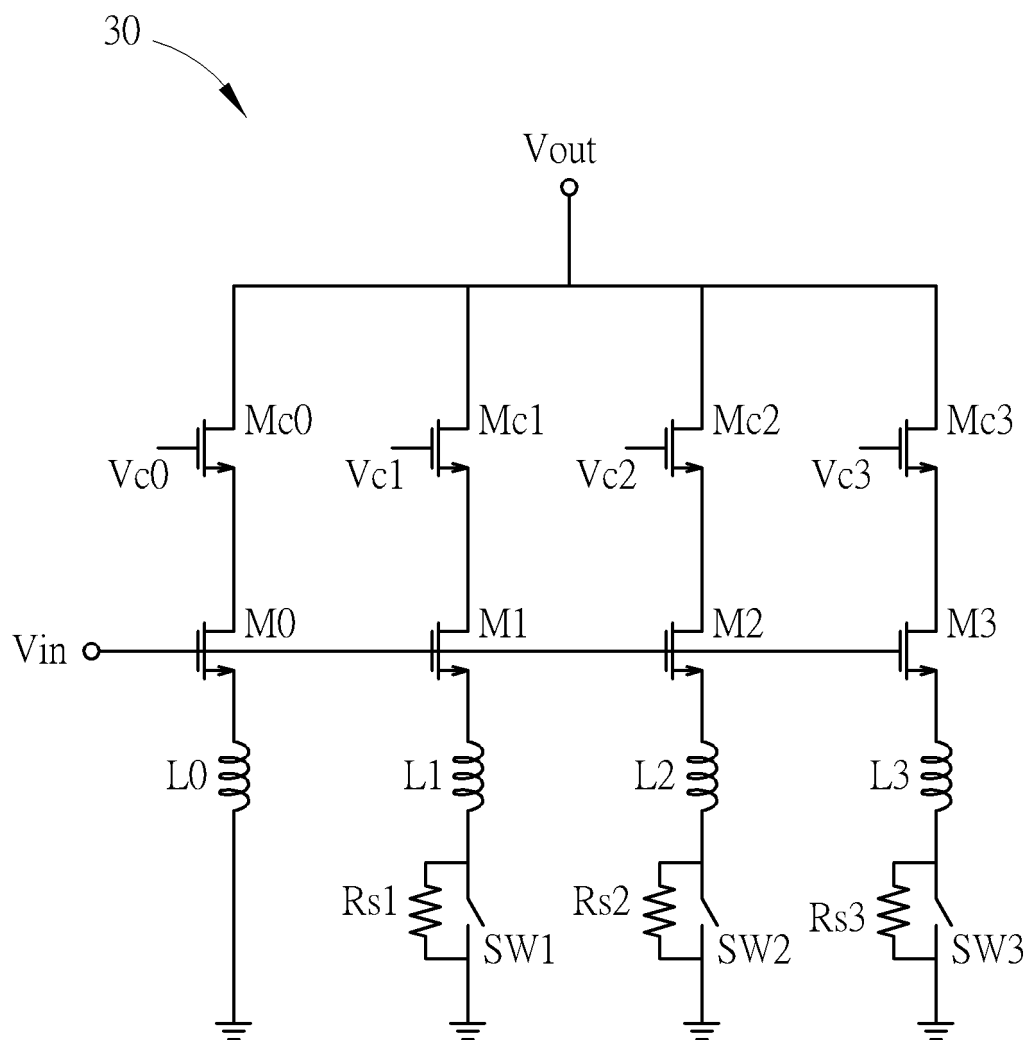 30
Vout
Mc0 Mc1 Mc2 Mc3
Vc0 Vc1 Vc2 Vc3
M0 M1 M2 M3
Vin
L0 L1 L2 L3
Rs1 Rs2 Rs3
SW1 SW2 SW3